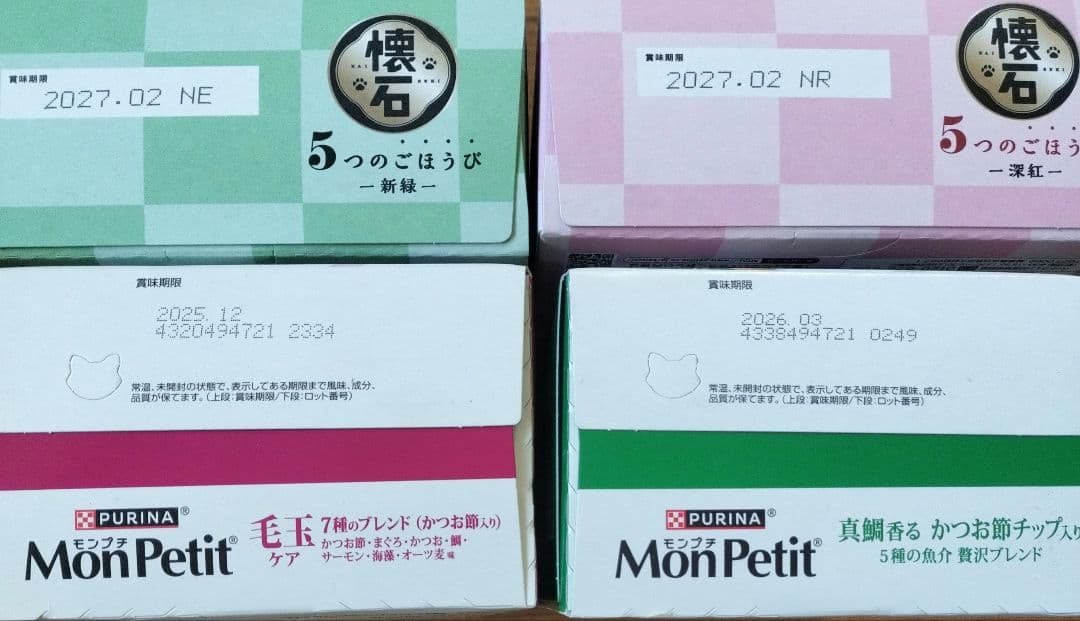 賞味期限
2027.02 NE
懐石
5つのごほうび
ー新緑ー
賞味期限
2027.02 NR
懐石
5つのごほう
ー深紅ー
賞味期限
2025.12
4320494721 2334
常温、未開封の状態で、表示してある期限まで風味、成分、
品質が保てます。(上段:賞味期限/下段:ロット番号)
PURINA®
モンプチ
MonPetit®
毛玉
ケア
7種のブレンド(かつお節入り)
かつお節・まぐろ・かつお・鯛・
サーモン・海藻・オーツ麦味
賞味期限
2026.03
4338494721 0249
常温、未開封の状態で、表示してある期限まで風味、成分、
品質が保てます。(上段:賞味期限/下段:ロット番号)
PURINA®
モンプチ
MonPetit®
真鯛香る かつお節チップ入り
5種の魚介 贅沢ブレンド